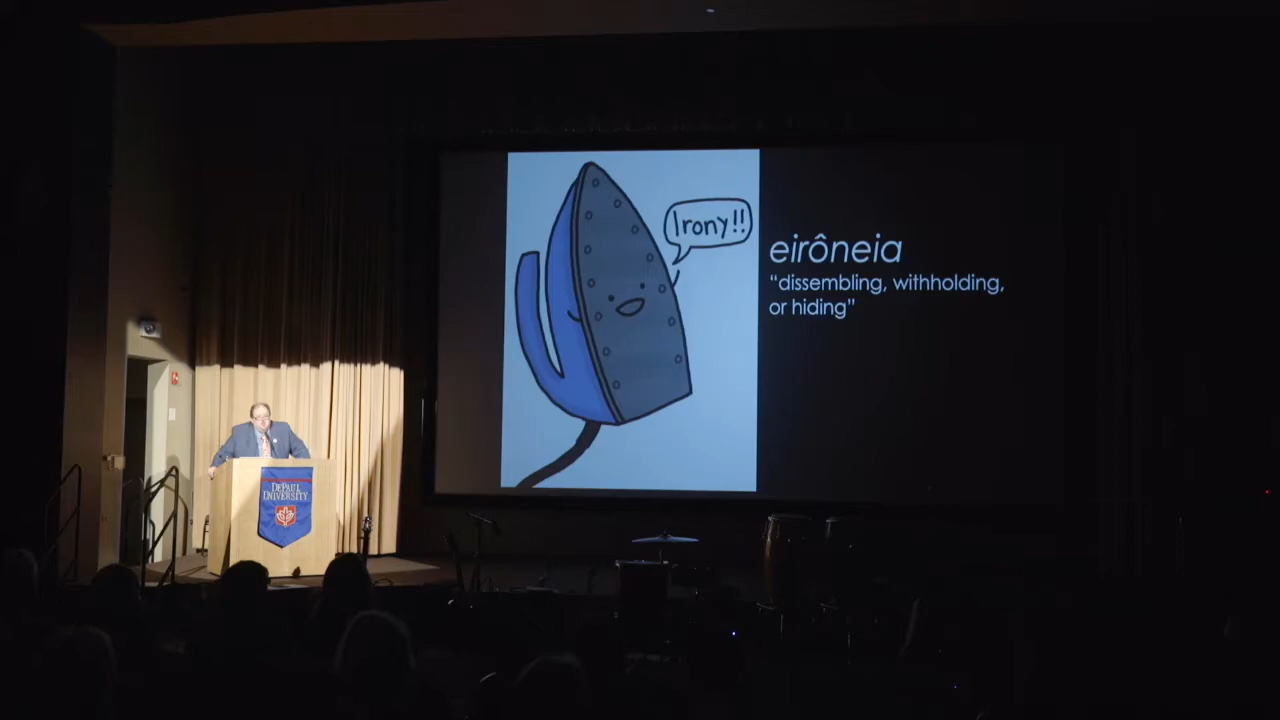 Irony!!
eirôneia
“dissembling, withholding,
or hiding”
DEPAUL
UNIVERSITY